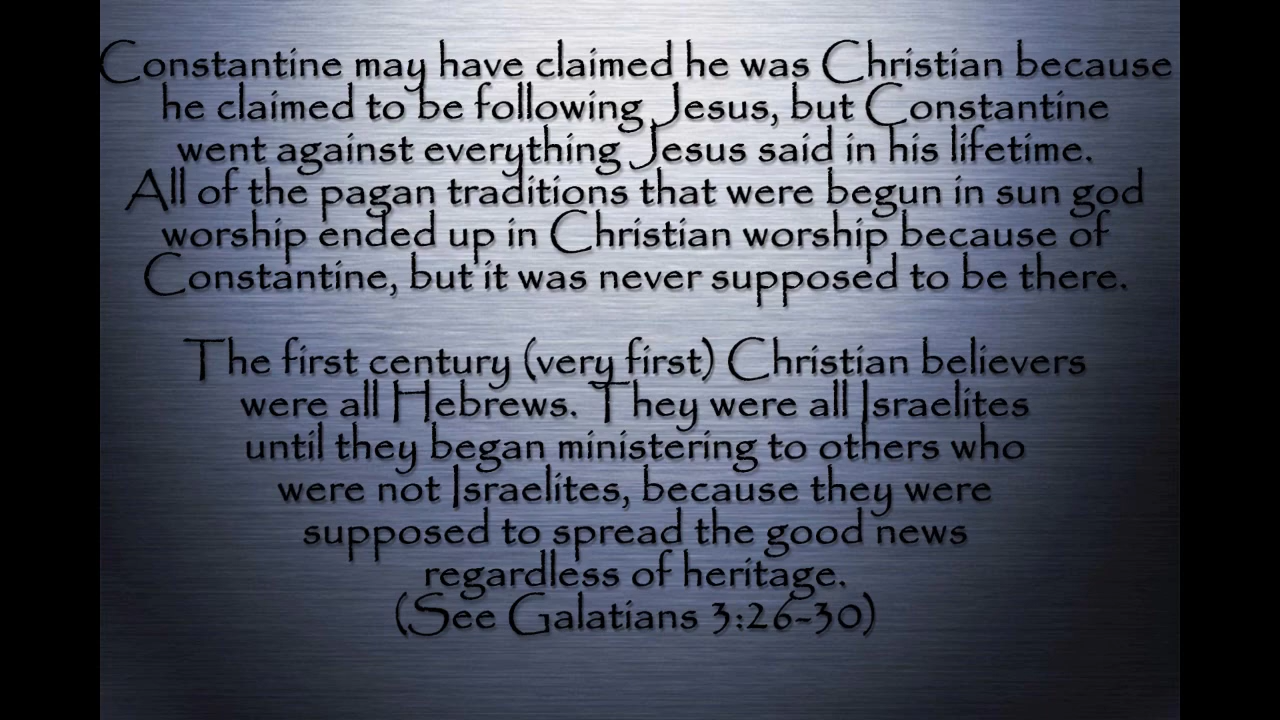 Constantine may have claimed he was Christian because
he claimed to be following Jesus, but Constantine
went against everything Jesus said in his lifetime.
All of the pagan traditions that were begun in sun god
worship ended up in Christian worship because of
Constantine, but it was never supposed to be there.
The first century (very first) Christian believers
were all Hebrews. They were all Israelites
until they began ministering to others who
were not Israelites, because they were
supposed to spread the good news
regardless of heritage.
(See Galatians 3:26-30)